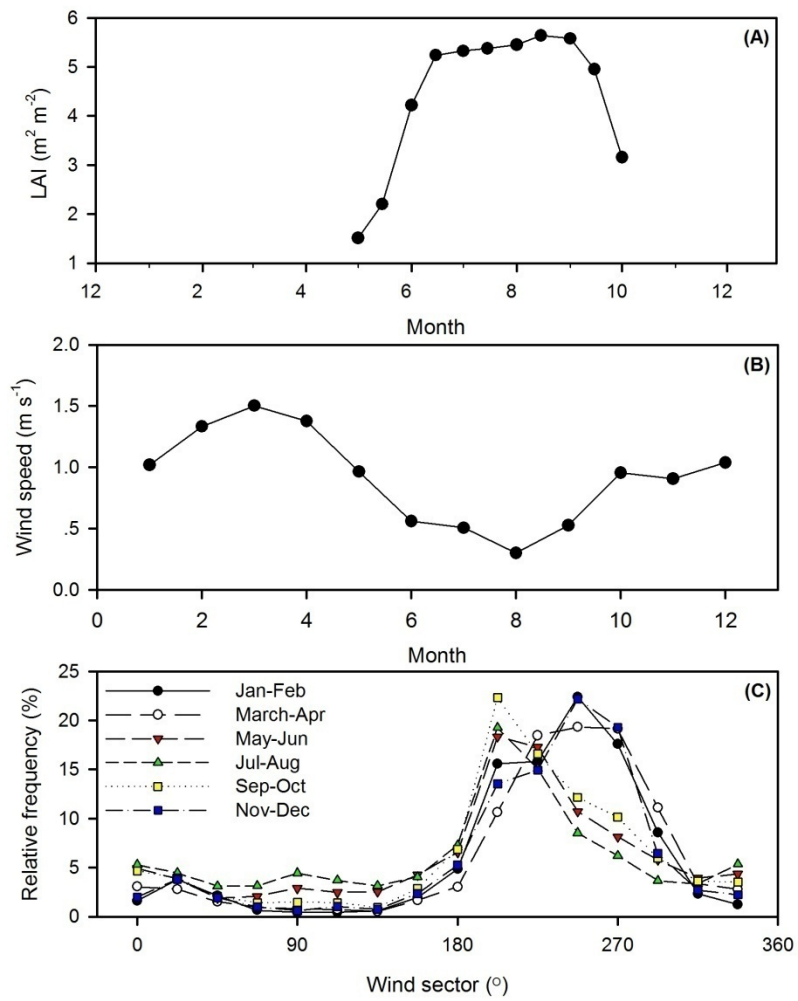 (A)
6
5
4
3
2
1
LAI (m² m⁻²)
12 2 4 6 8 10 12
Month
(B)
2.0
1.5
1.0
.5
0.0
Wind speed (m s⁻¹)
0 2 4 6 8 10 12
Month
(C)
25
20
15
10
5
0
Relative frequency (%)
Jan-Feb
March-Apr
May-Jun
Jul-Aug
Sep-Oct
Nov-Dec
0 90 180 270 360
Wind sector (°)